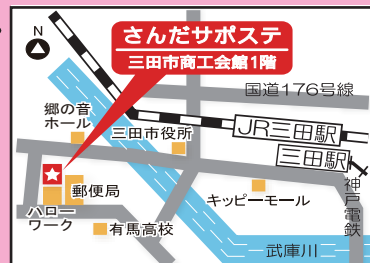 N
さんだサポステ
三田市商工会館1階
国道176号線
郷の音
ホール
三田市役所
JR三田駅
三田駅
神戸電鉄
郵便局
キッピーモール
ハロー
ワーク
有馬高校
武庫川